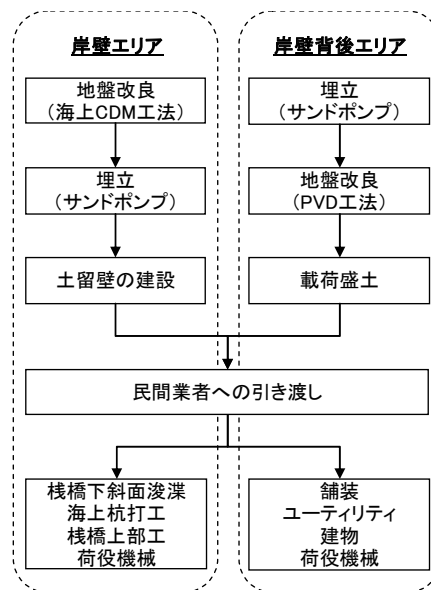 岸壁エリア
地盤改良
(海上CDM工法)
埋立
(サンドポンプ)
土留壁の建設
岸壁背後エリア
埋立
(サンドポンプ)
地盤改良
(PVD工法)
載荷盛土
民間業者への引き渡し
桟橋下斜面浚渫
海上杭打工
桟橋上部工
荷役機械
舗装
ユーティリティ
建物
荷役機械